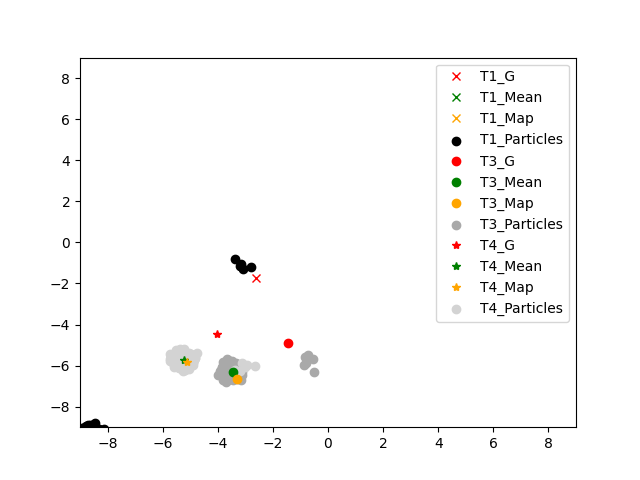 8
6
4
2
0
−2
−4
−6
−8
−8
−6
−4
−2
0
2
4
6
8
T1_G
T1_Mean
T1_Map
T1_Particles
T3_G
T3_Mean
T3_Map
T3_Particles
T4_G
T4_Mean
T4_Map
T4_Particles